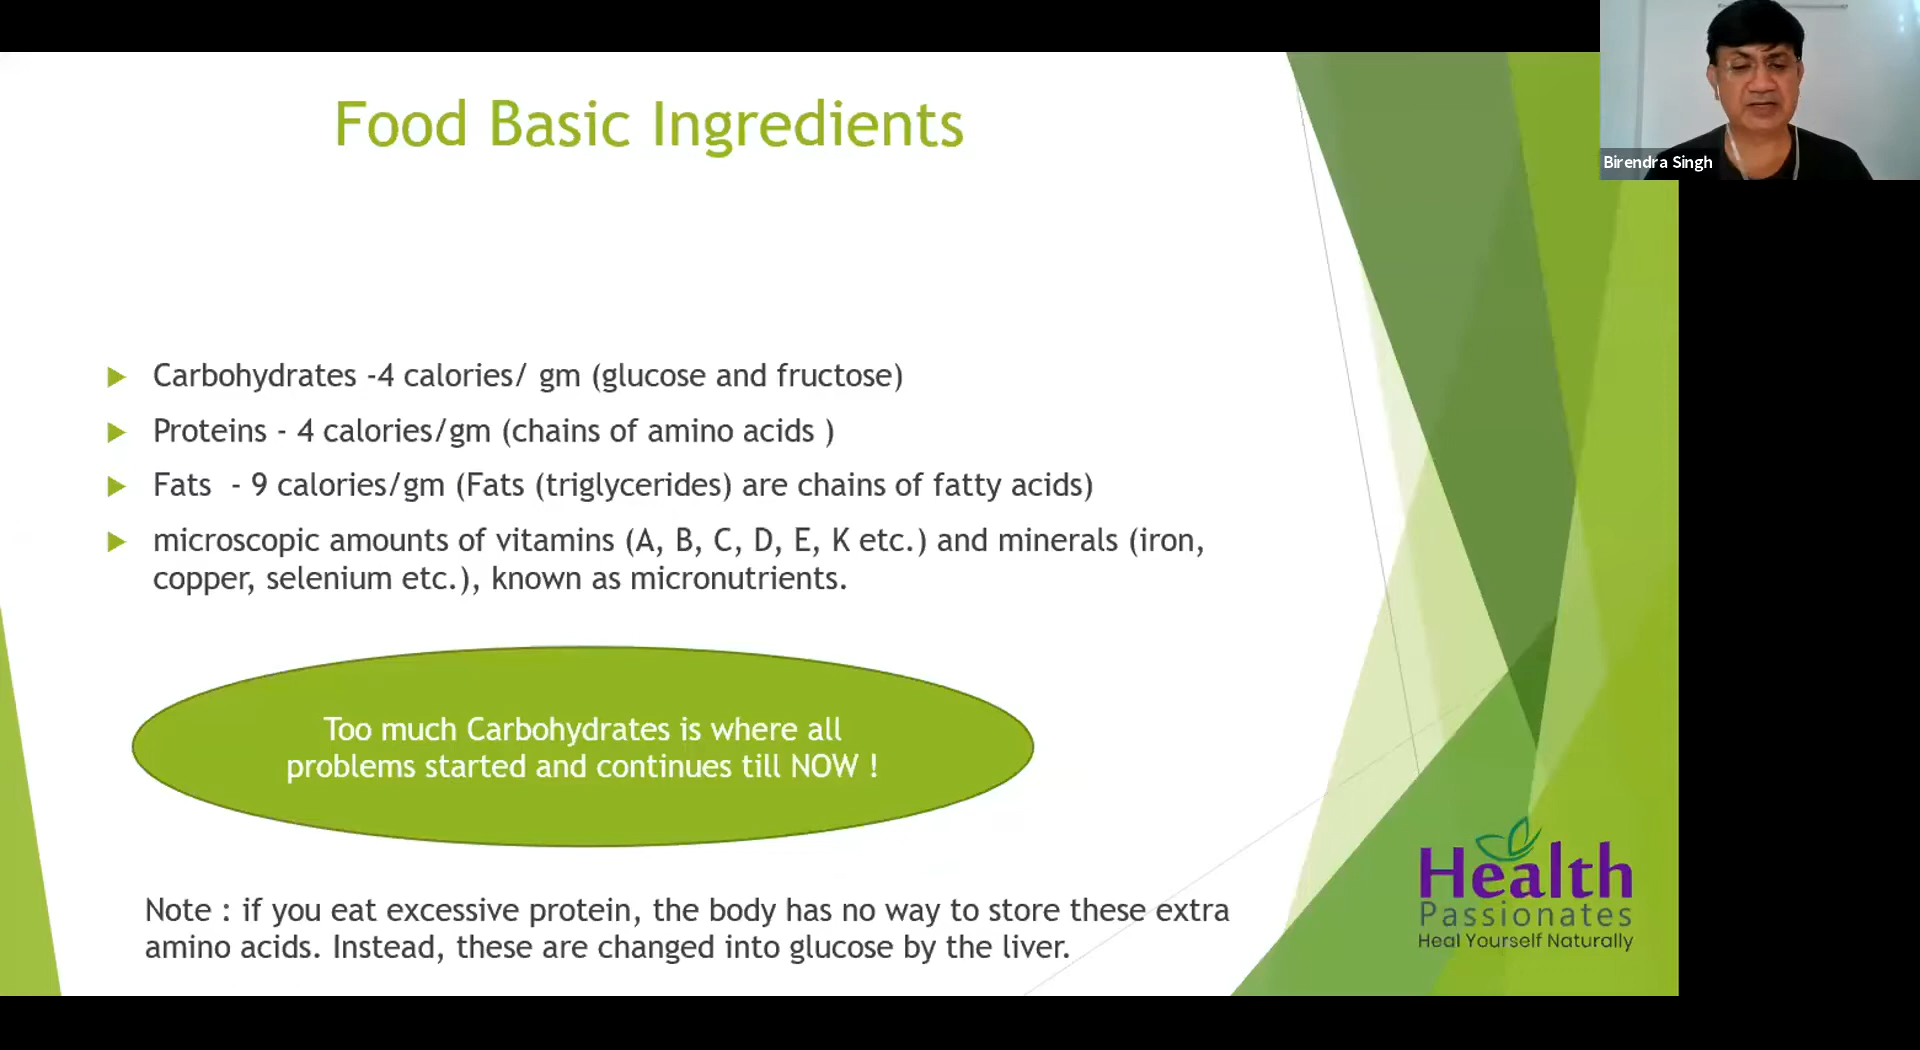 Food Basic Ingredients
Birendra Singh
Carbohydrates -4 calories/ gm (glucose and fructose)
Proteins - 4 calories/gm (chains of amino acids )
Fats - 9 calories/gm (Fats (triglycerides) are chains of fatty acids)
microscopic amounts of vitamins (A, B, C, D, E, K etc.) and minerals (iron,
copper, selenium etc.), known as micronutrients.
Too much Carbohydrates is where all
problems started and continues till NOW !
Note : if you eat excessive protein, the body has no way to store these extra
amino acids. Instead, these are changed into glucose by the liver.
Health
Passionates
Heal Yourself Naturally